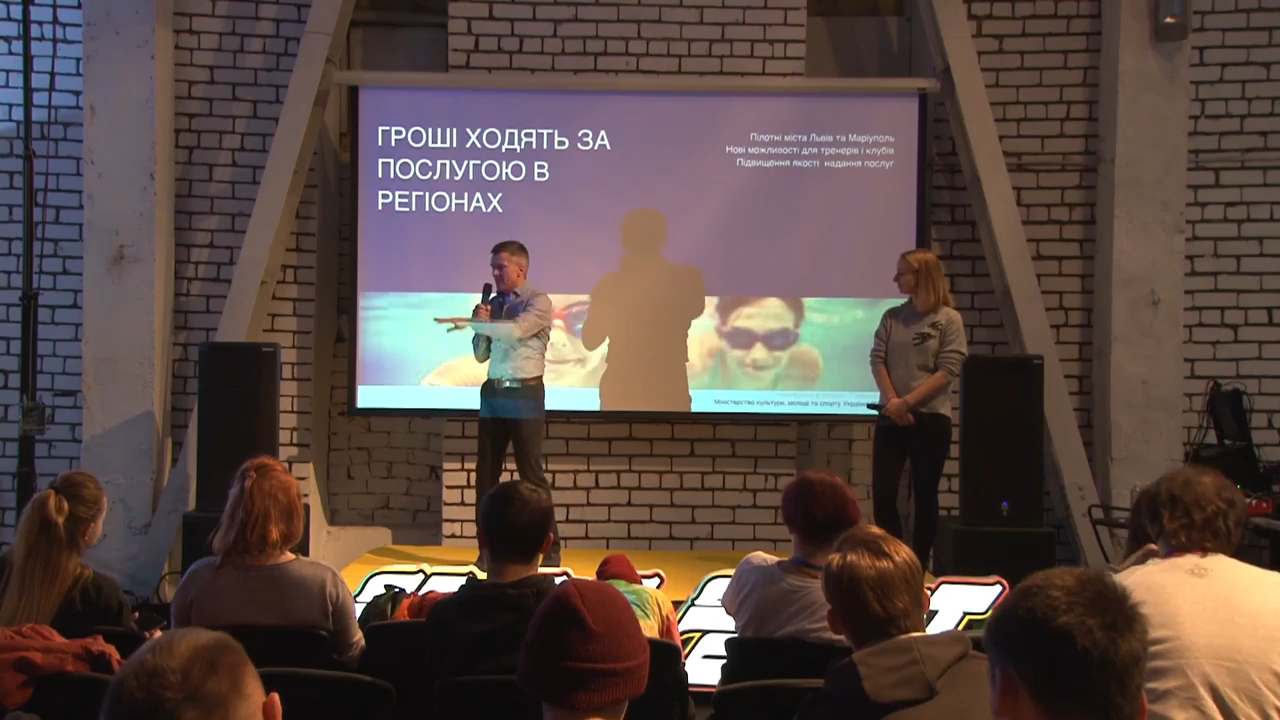 ГРОШІ ХОДЯТЬ ЗА
ПОСЛУГОЮ В
РЕГІОНАХ
Пілотні міста Львів та Маріуполь
Нові можливості для тренерів і клубів
Підвищення якості надання послуг
Міністерство культури, молоді та спорту України